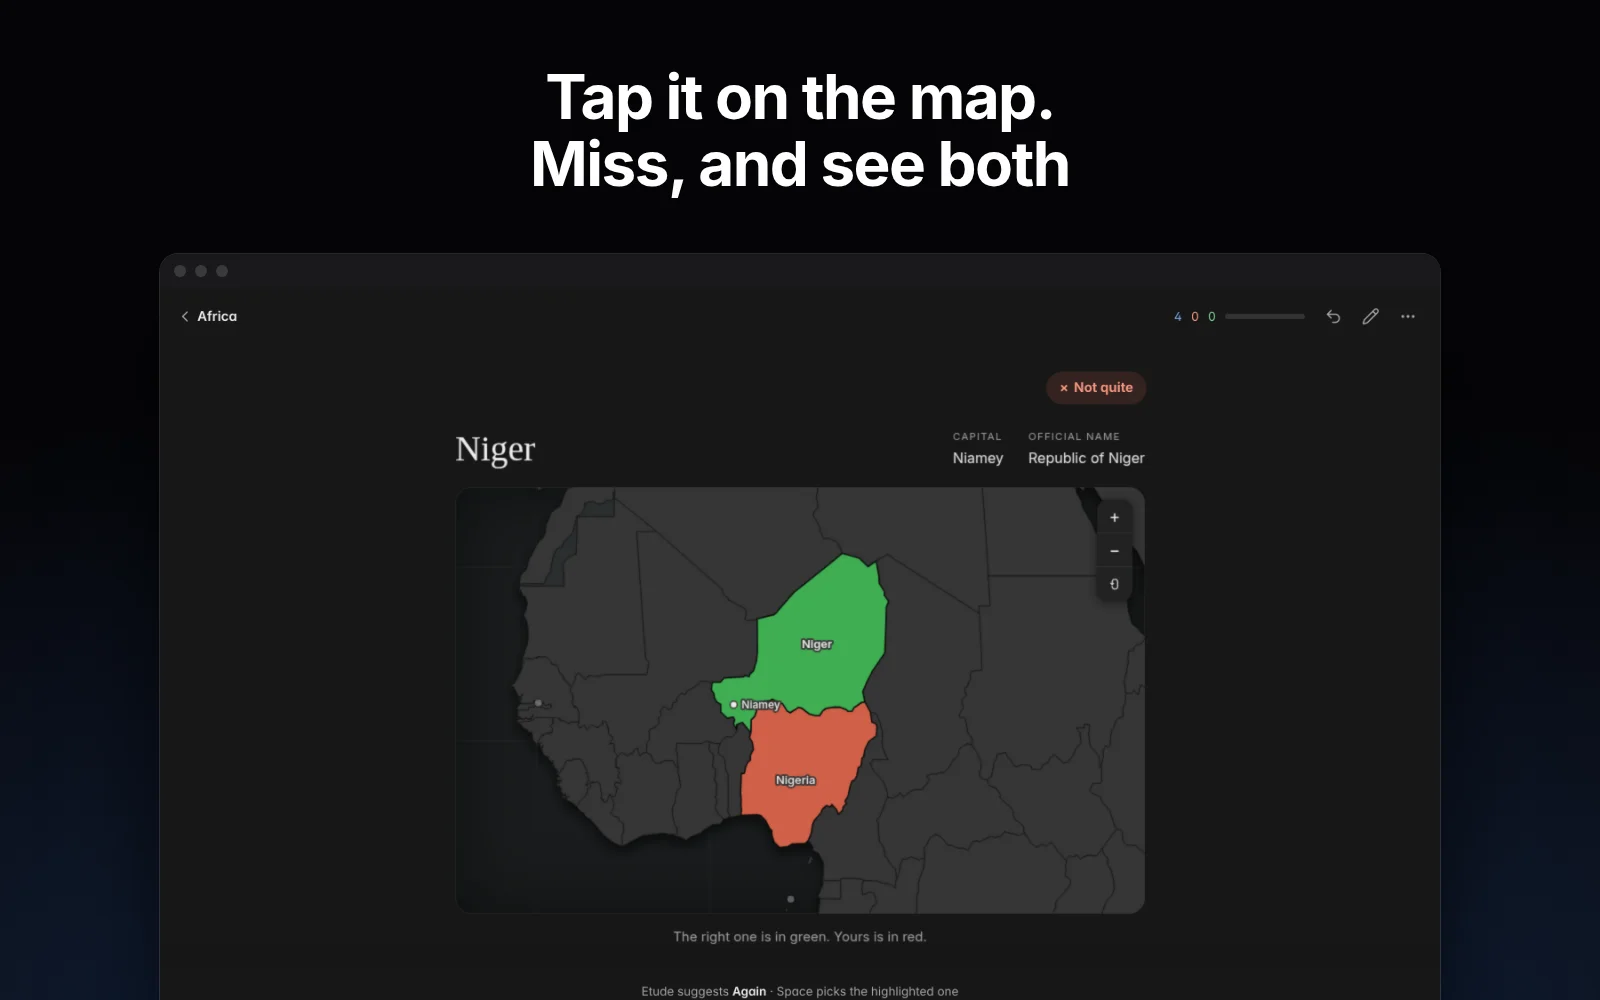 Tap it on the map.
Miss, and see both
Africa
4 0 0
× Not quite
Niger
CAPITAL
Niamey
OFFICIAL NAME
Republic of Niger
+
−
Niger
Niamey
Nigeria
The right one is in green. Yours is in red.
Etude suggests Again · Space picks the highlighted one